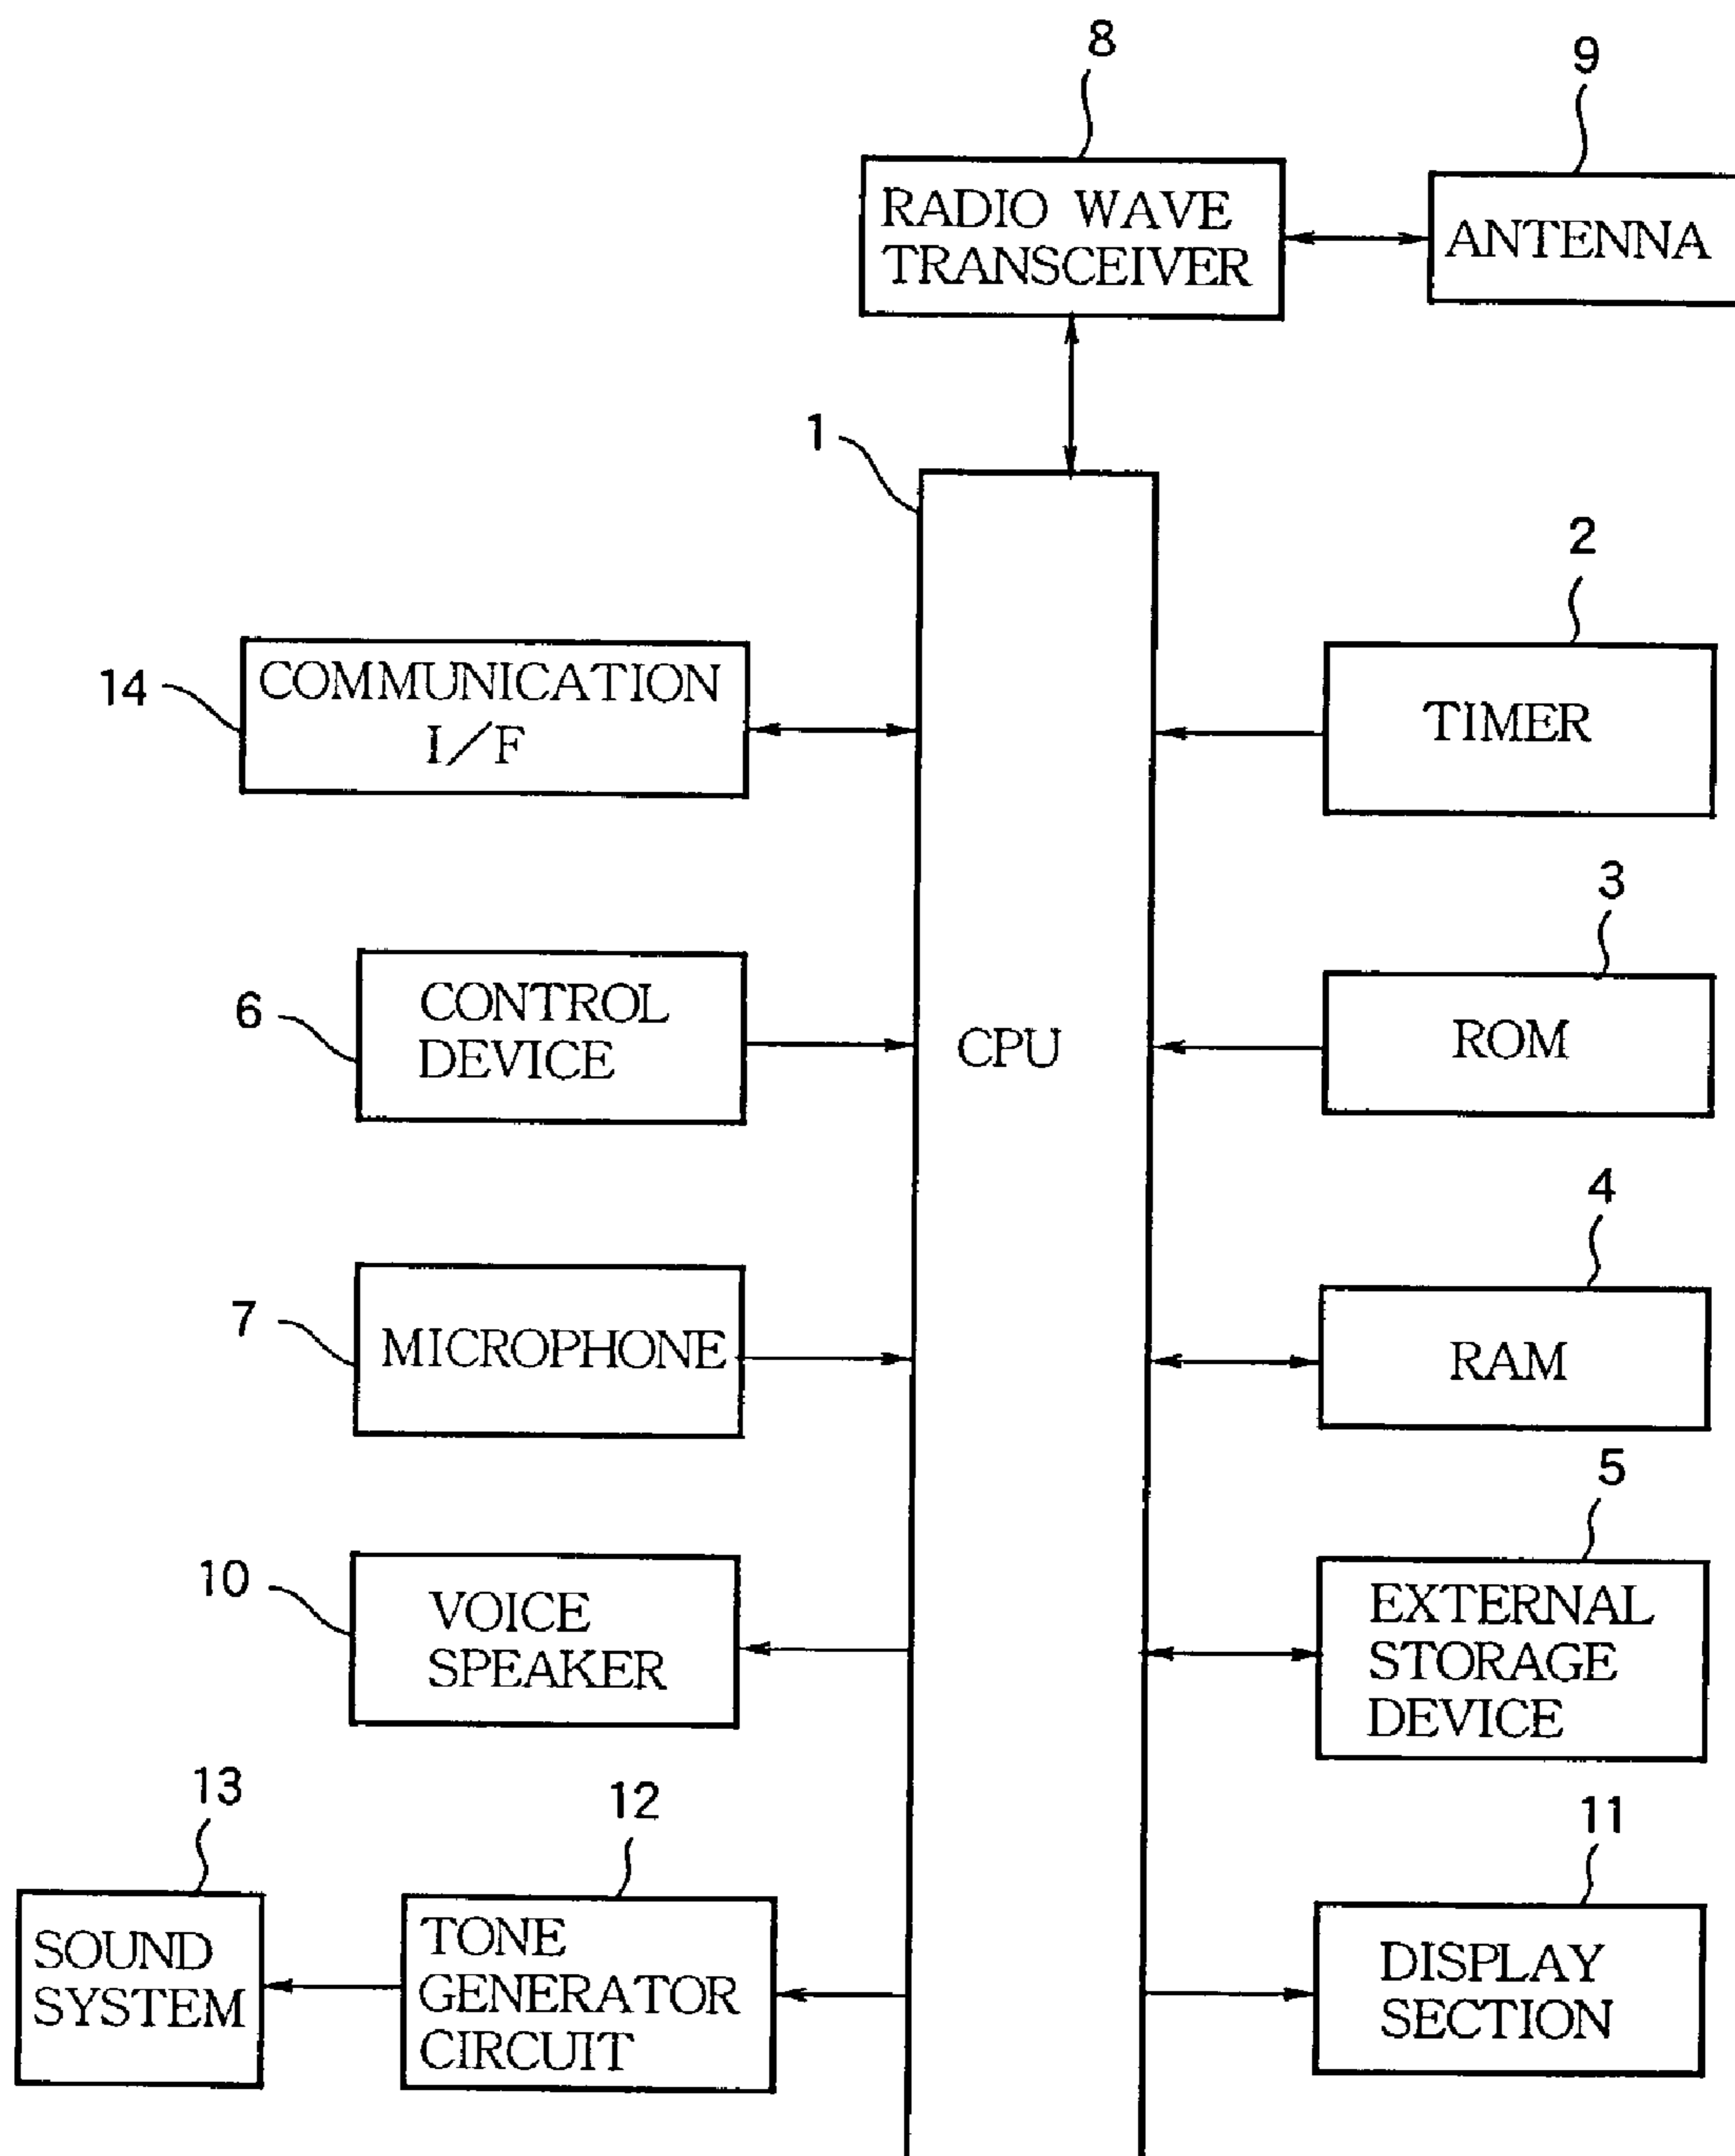 8
9
RADIO WAVE
TRANSCEIVER
ANTENNA
1
2
14
COMMUNICATION
I/F
TIMER
3
6
CONTROL
DEVICE
CPU
ROM
4
7
MICROPHONE
RAM
5
10
VOICE
SPEAKER
EXTERNAL
STORAGE
DEVICE
13
12
11
SOUND
SYSTEM
TONE
GENERATOR
CIRCUIT
DISPLAY
SECTION